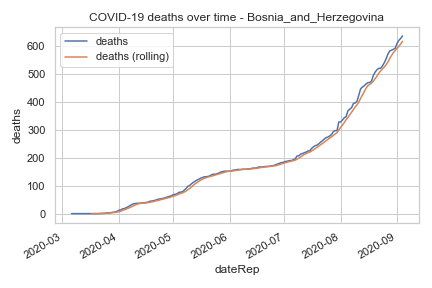 COVID-19 deaths over time - Bosnia_and_Herzegovina
deaths
deaths (rolling)
deaths
600
500
400
300
200
100
0
2020-03
2020-04
2020-05
2020-06
2020-07
2020-08
2020-09
dateRep